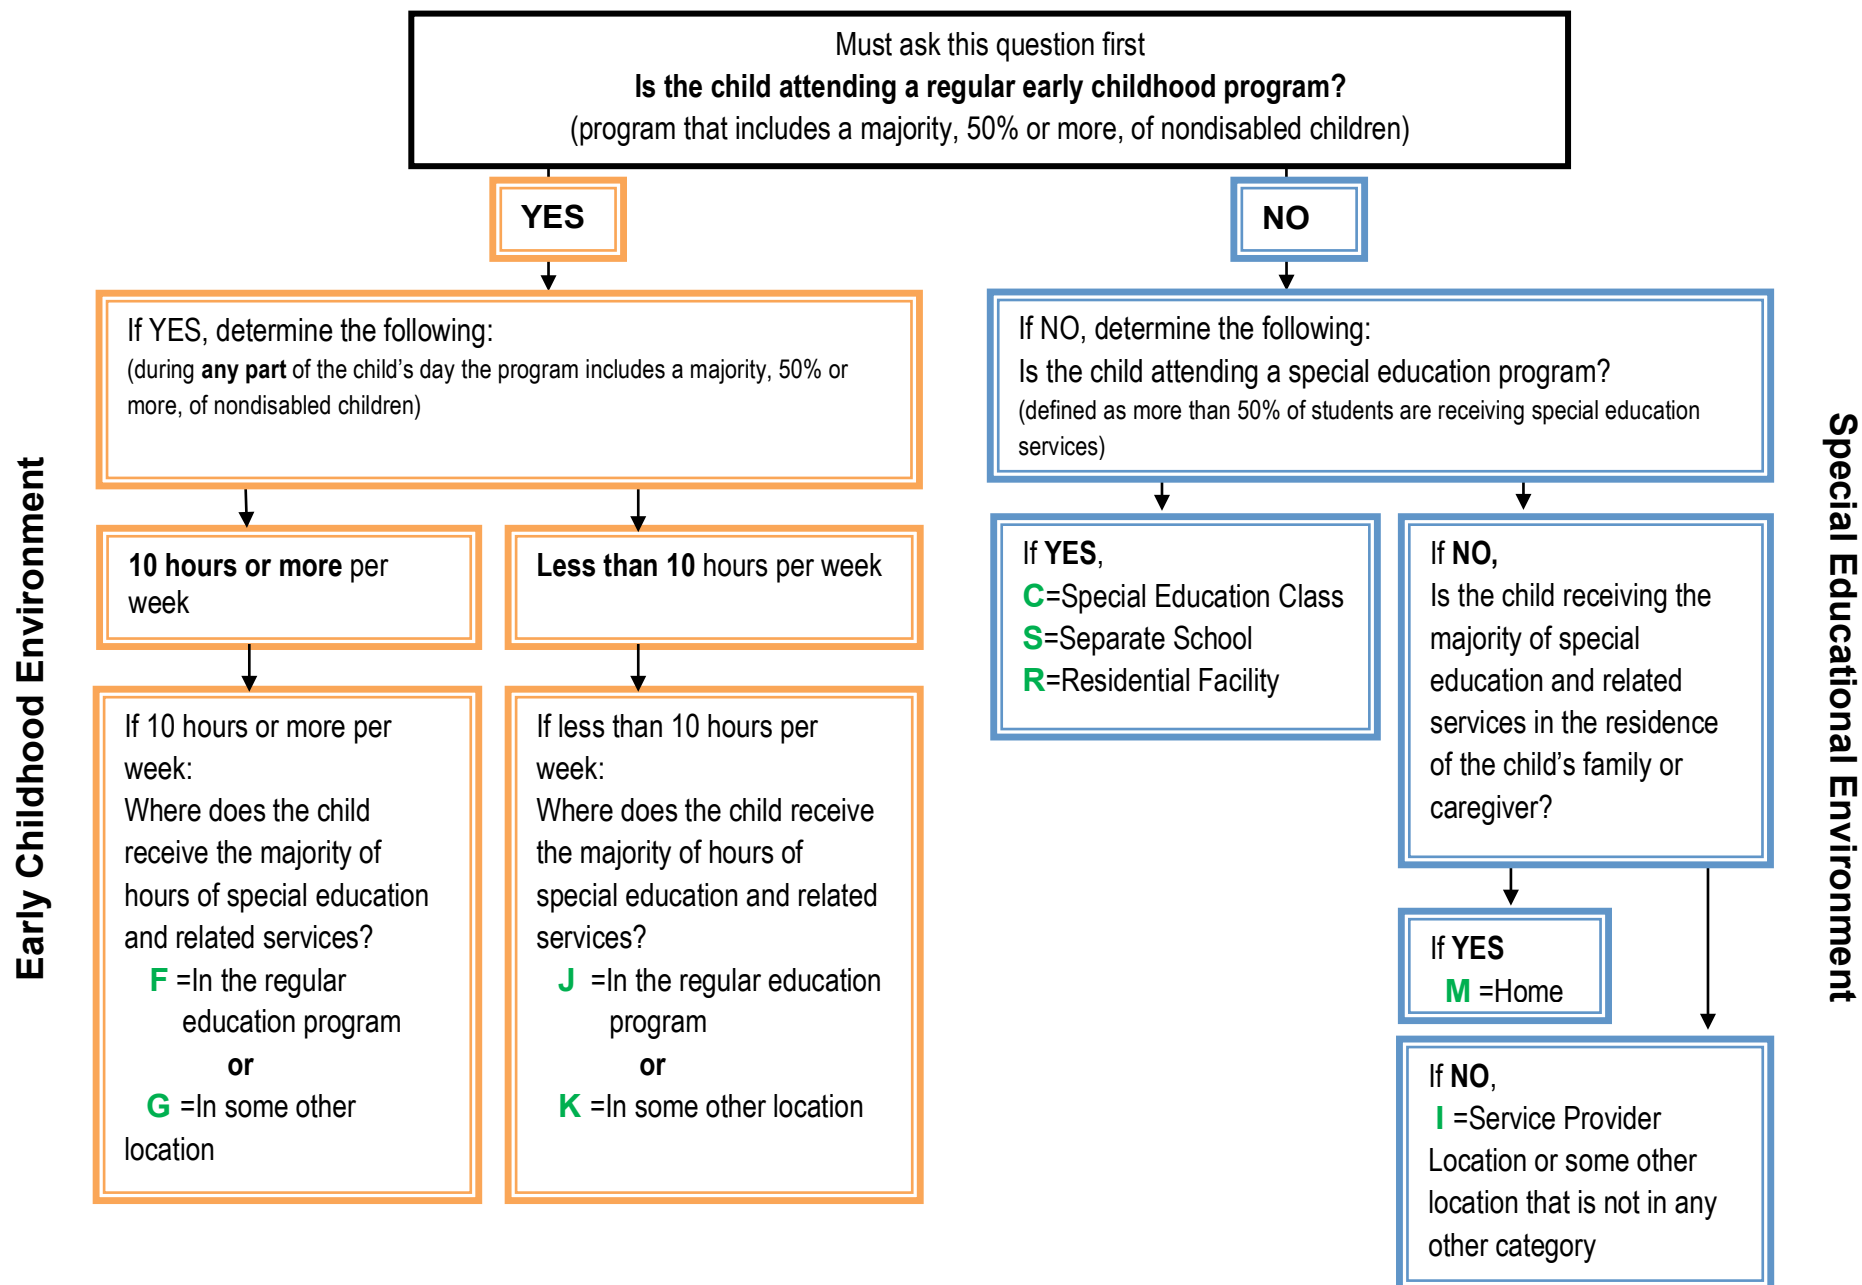 Must ask this question first
Is the child attending a regular early childhood program?
(program that includes a majority, 50% or more, of nondisabled children)
YES
NO
If YES, determine the following:
(during any part of the child's day the program includes a majority, 50% or
more, of nondisabled children)
If NO, determine the following:
Is the child attending a special education program?
(defined as more than 50% of students are receiving special education
services)
Early Childhood Environment
Special Educational Environment
10 hours or more per
week
Less than 10 hours per week
If YES,
C=Special Education Class
S=Separate School
R=Residential Facility
If NO,
Is the child receiving the
majority of special
education and related
services in the residence
of the child's family or
caregiver?
If 10 hours or more per
week:
Where does the child
receive the majority of
hours of special education
and related services?
F =In the regular
education program
or
G =In some other
location
If less than 10 hours per
week:
Where does the child receive
the majority of hours of
special education and related
services?
J =In the regular education
program
or
K =In some other location
If YES
M =Home
If NO,
I =Service Provider
Location or some other
location that is not in any
other category